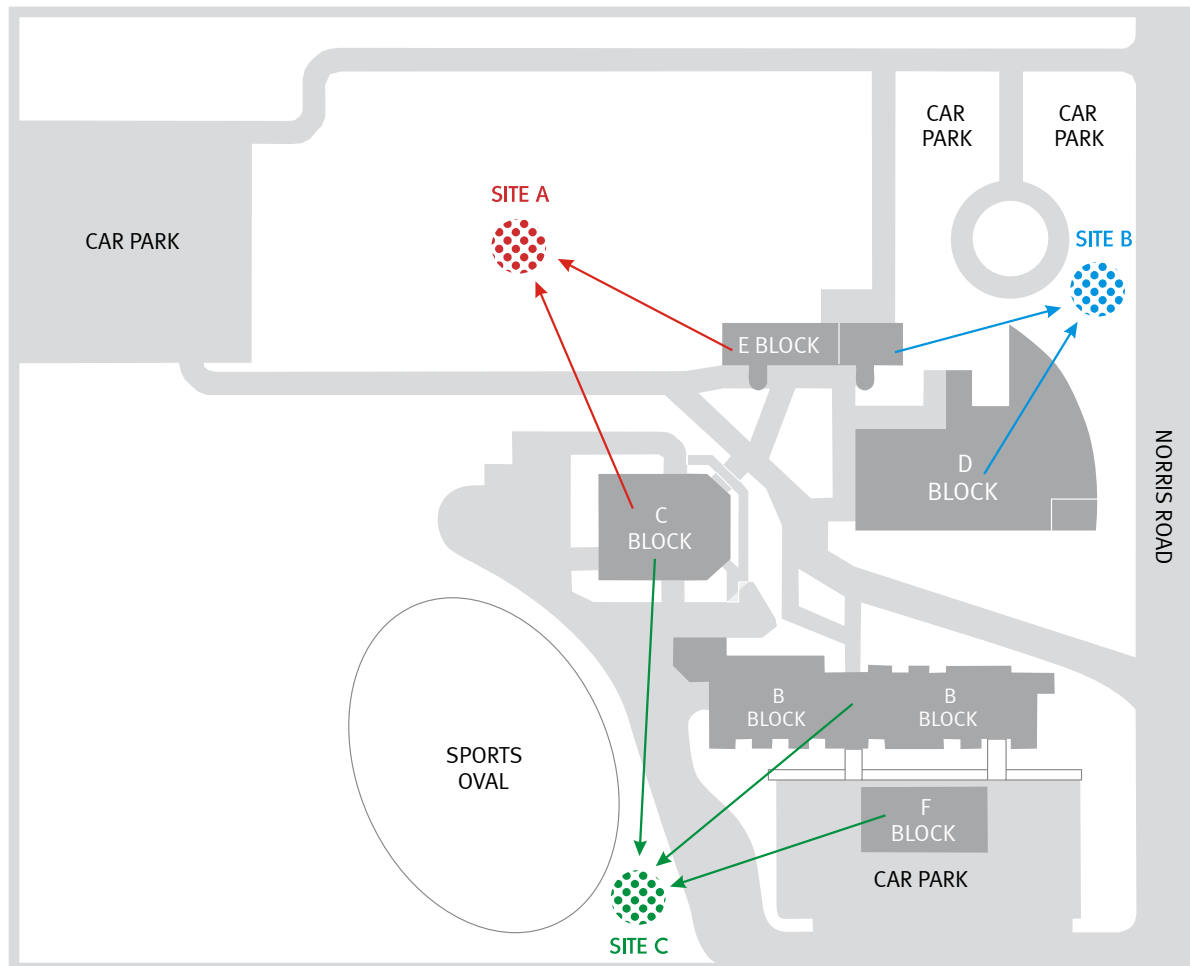 CAR
PARK
CAR
PARK
SITE A
CAR PARK
SITE B
E BLOCK
NORRIS ROAD
D
BLOCK
C
BLOCK
B
BLOCK
B
BLOCK
SPORTS
OVAL
F
BLOCK
CAR PARK
SITE C